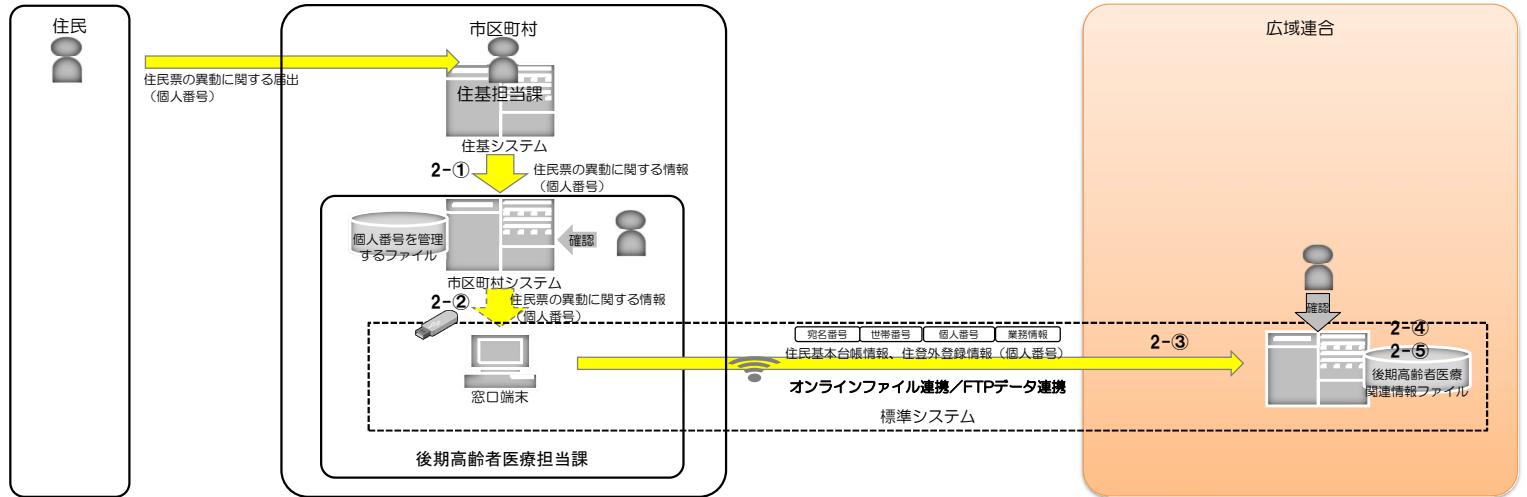 住民
市区町村
広域連合
住民票の異動に関する届出
（個人番号）
住基担当課
住基システム
2-①
住民票の異動に関する情報
（個人番号）
個人番号を管理
するファイル
確認
市区町村システム
2-②
住民票の異動に関する情報
（個人番号）
窓口端末
後期高齢者医療担当課
宛名番号
世帯番号
個人番号
業務情報
住民基本台帳情報、住登外登録情報（個人番号）
2-③
オンラインファイル連携／FTPデータ連携
標準システム
確認
2-④
2-⑤
後期高齢者医療
関連情報ファイル